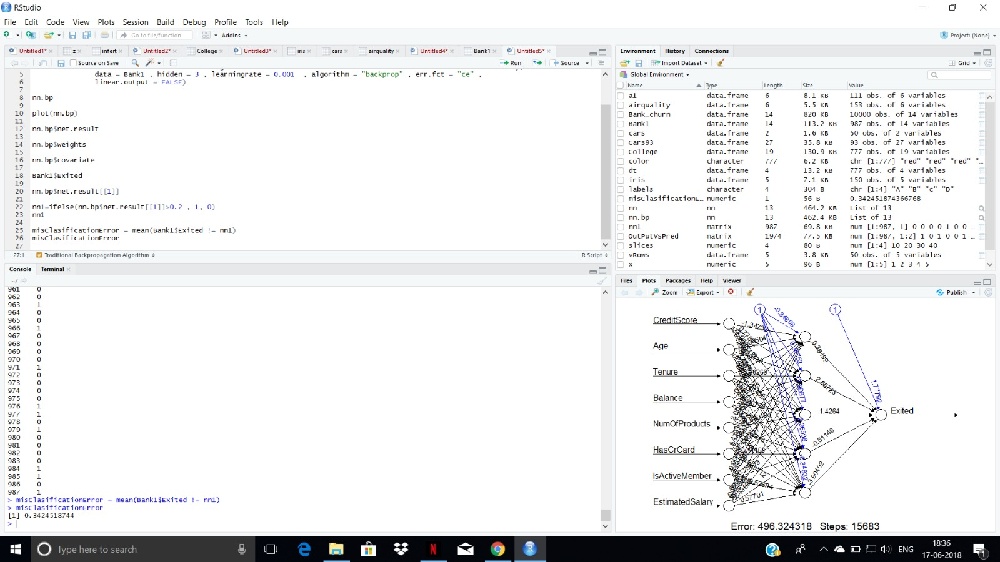 RStudio
File Edit Code View Plots Session Build Debug Profile Tools Help
Go to file/function Addins Project: (None)
Untitled1* z infert Untitled2* College Untitled3* iris cars airquality Untitled4* Bank1 Untitled5*
Source on Save Run Source
5 data = Bank1 , hidden = 3 , learningrate = 0.001 , algorithm = "backprop" , err.fct = "ce" ,
6 linear.output = FALSE)
7
8 nn.bp
9
10 plot(nn.bp)
11
12 nn.bp$net.result
13
14 nn.bp$weights
15
16 nn.bp$covariate
17
18 Bank1$Exited
19
20 nn.bp$net.result[[1]]
21
22 nn1=ifelse(nn.bp$net.result[[1]]>0.2 , 1, 0)
23 nn1
24
25 misClasificationError = mean(Bank1$Exited != nn1)
26 misClasificationError
27
27:1 Traditional Backpropagation Algorithm R Script
Console Terminal
~/
961 0
962 0
963 1
964 0
965 0
966 1
967 0
968 0
969 0
970 0
971 1
972 0
973 0
974 0
975 0
976 1
977 1
978 0
979 1
980 0
981 0
982 0
983 0
984 1
985 1
986 0
987 1
> misClasificationError = mean(Bank1$Exited != nn1)
> misClasificationError
[1] 0.3424518744
>
Environment History Connections
Import Dataset Grid
Global Environment
Name Type Length Size Value
a1 data.frame 6 8.1 KB 111 obs. of 6 variables
airquality data.frame 6 5.5 KB 153 obs. of 6 variables
Bank_churn data.frame 14 820 KB 10000 obs. of 14 variables
Bank1 data.frame 14 113.2 KB 987 obs. of 14 variables
cars data.frame 2 1.6 KB 50 obs. of 2 variables
Cars93 data.frame 27 35.8 KB 93 obs. of 27 variables
College data.frame 19 130.9 KB 777 obs. of 19 variables
color character 777 6.2 KB chr [1:777] "red" "red" "red" "...
dt data.frame 4 13.2 KB 777 obs. of 4 variables
iris data.frame 5 7.1 KB 150 obs. of 5 variables
labels character 4 304 B chr [1:4] "A" "B" "C" "D"
misClasificationE… numeric 1 56 B 0.342451874366768
nn nn 13 464.2 KB List of 13
nn.bp nn 13 462.4 KB List of 13
nn1 matrix 987 69.8 KB num [1:987, 1] 0 0 0 0 1 0 0 ...
OutPutVsPred matrix 1974 77.5 KB num [1:987, 1:2] 1 0 1 0 0 1 ...
slices numeric 4 80 B num [1:4] 10 20 30 40
vRows data.frame 5 3.8 KB 50 obs. of 5 variables
x numeric 5 96 B num [1:5] 1 2 3 4 5
Files Plots Packages Help Viewer
Zoom Export Publish
1 1
-0.34868
CreditScore
Age
Tenure
Balance
NumOfProducts
HasCrCard
IsActiveMember
EstimatedSalary
0.57701
0.36199
2.66723
-1.4264
-0.51146
1.77792
Exited
Error: 496.324318 Steps: 15683
Type here to search
ENG
18:36
17-06-2018
1